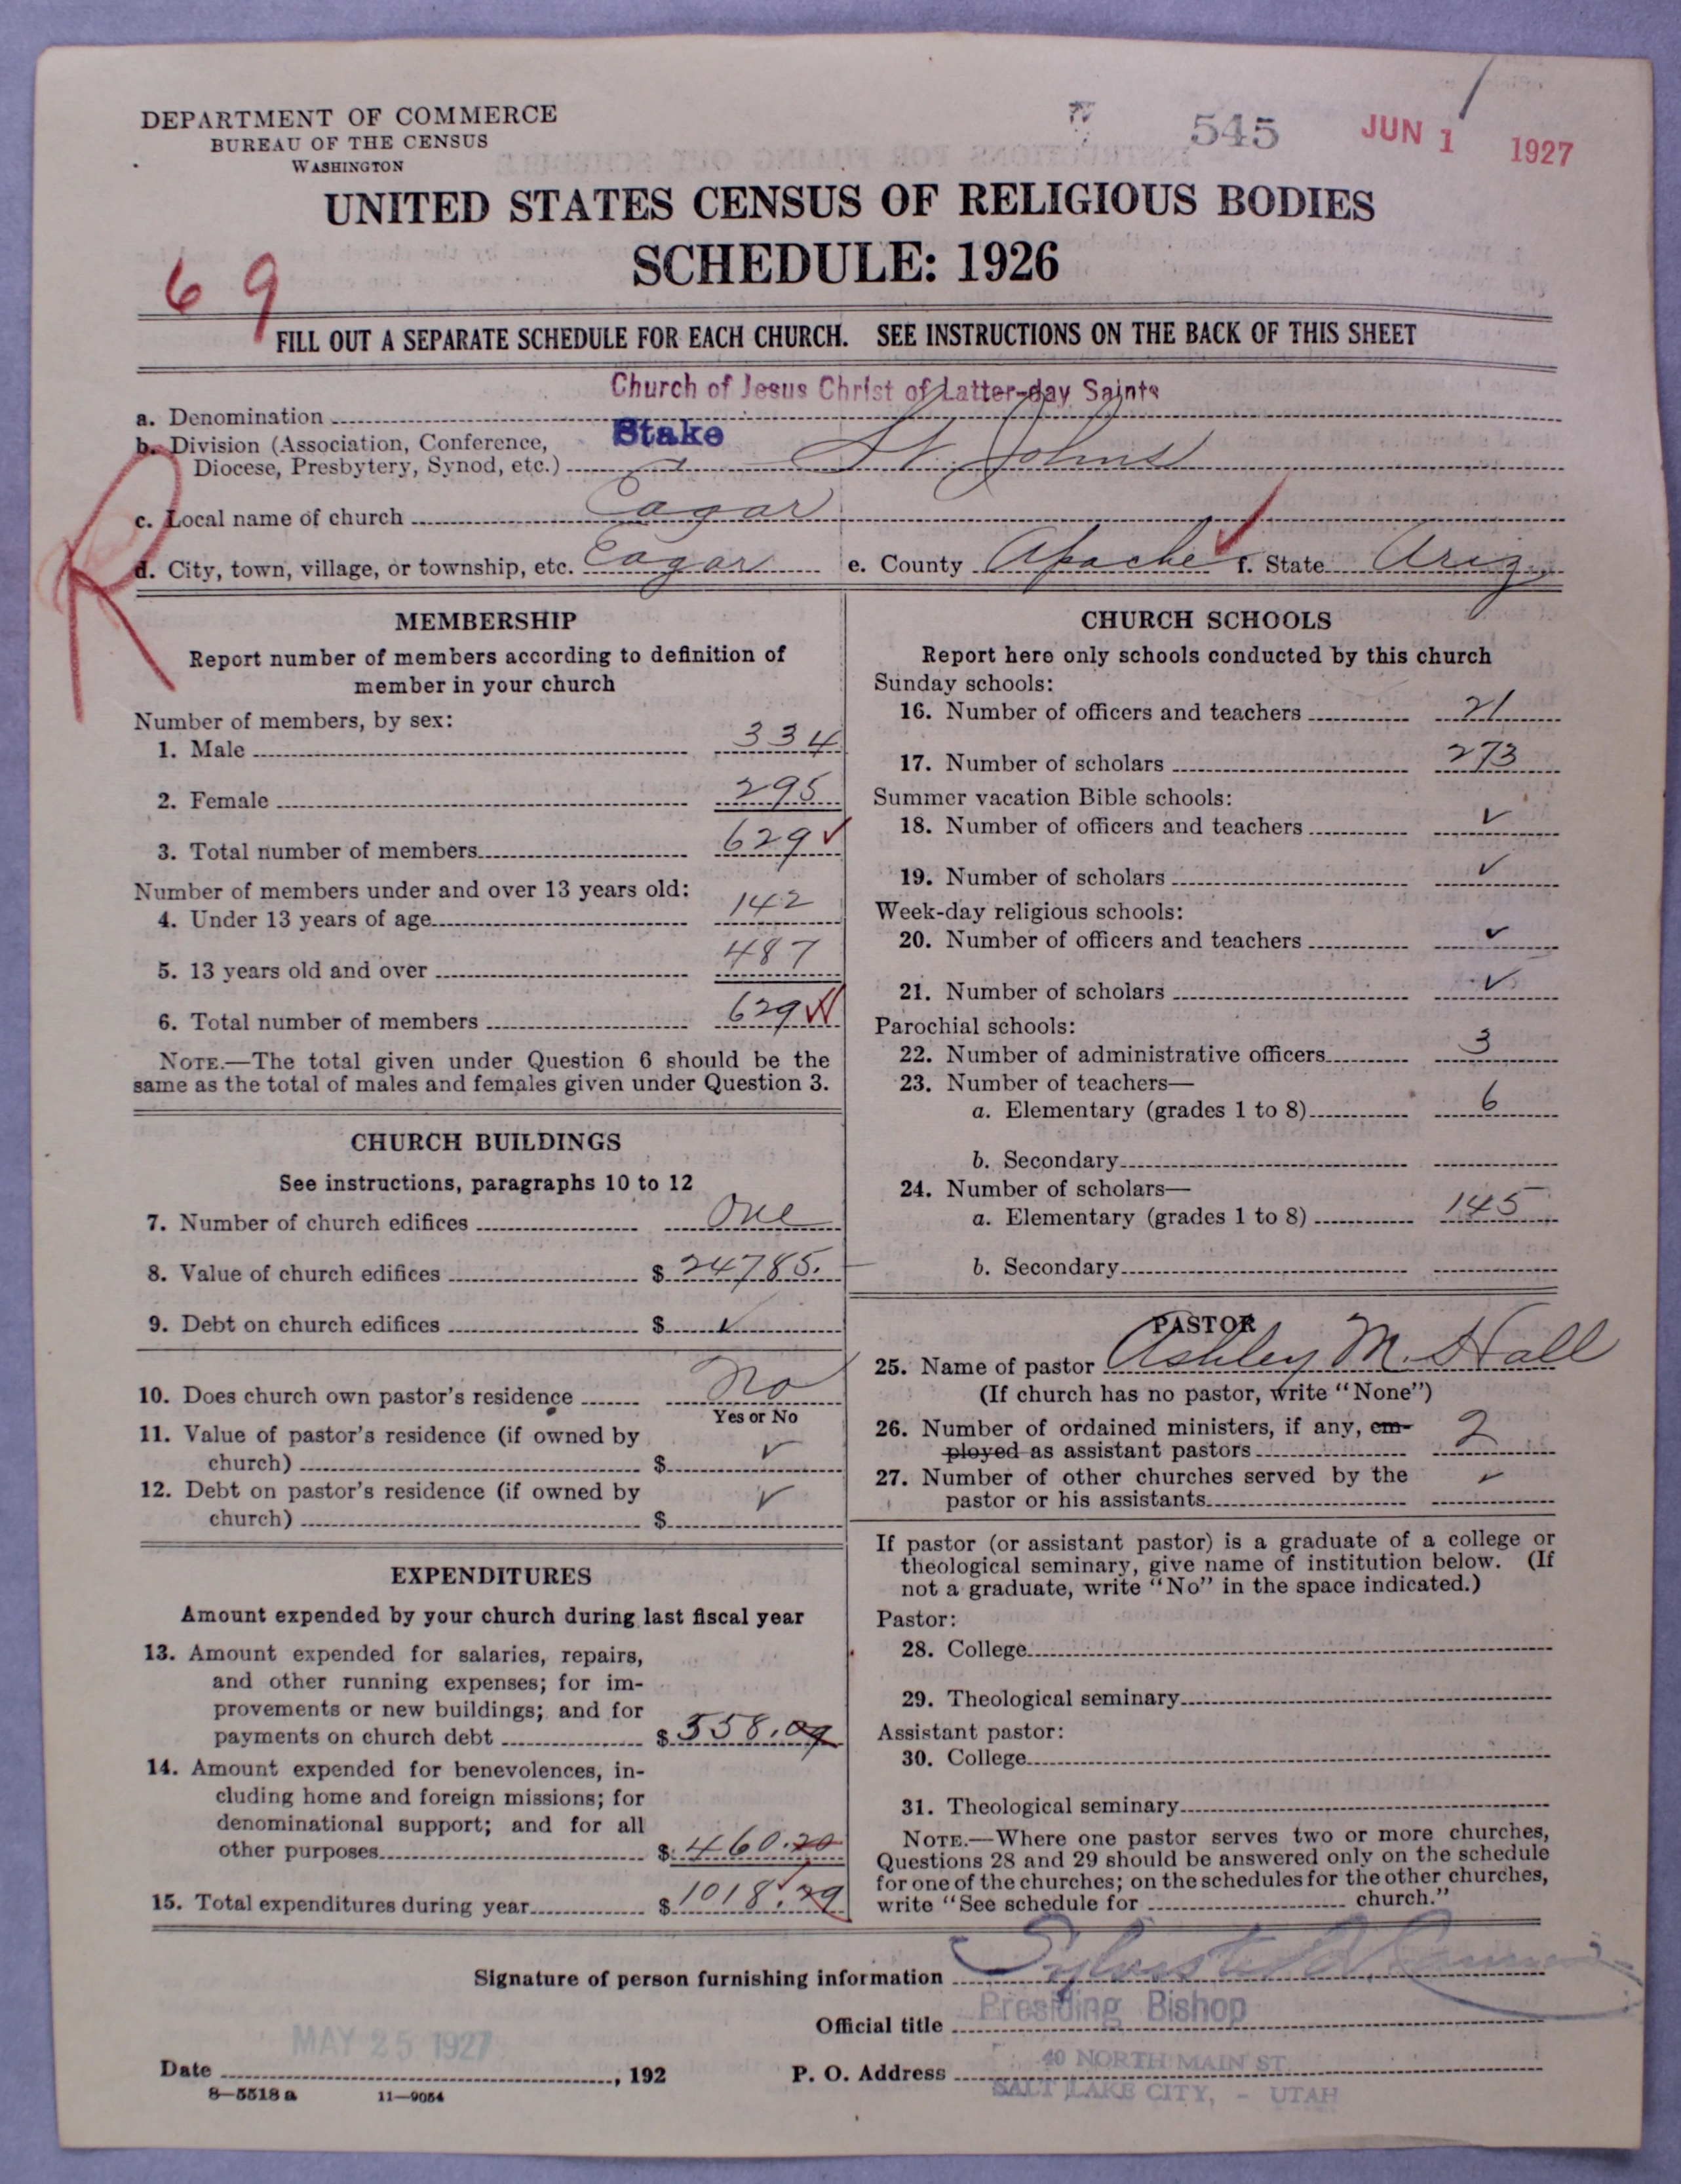 DEPARTMENT OF COMMERCE
BUREAU OF THE CENSUS
WASHINGTON
545
JUN 1 1927
UNITED STATES CENSUS OF RELIGIOUS BODIES
SCHEDULE: 1926
69
FILL OUT A SEPARATE SCHEDULE FOR EACH CHURCH. SEE INSTRUCTIONS ON THE BACK OF THIS SHEET
a. Denomination Church of Jesus Christ of Latter-day Saints
b. Division (Association, Conference, Stake
Diocese, Presbytery, Synod, etc.) St. Johns
R
c. Local name of church Eagar
d. City, town, village, or township, etc. Eagar e. County Apache f. State Ariz
MEMBERSHIP
Report number of members according to definition of
member in your church
Number of members, by sex:
1. Male 334
2. Female 295
3. Total number of members 629 ✓
Number of members under and over 13 years old:
4. Under 13 years of age 142
5. 13 years old and over 487
6. Total number of members 629
NOTE.—The total given under Question 6 should be the
same as the total of males and females given under Question 3.
CHURCH BUILDINGS
See instructions, paragraphs 10 to 12
7. Number of church edifices One
8. Value of church edifices $ 24785.
9. Debt on church edifices $ ✓
10. Does church own pastor's residence No
Yes or No
11. Value of pastor's residence (if owned by
church) $ ✓
12. Debt on pastor's residence (if owned by
church) $ ✓
EXPENDITURES
Amount expended by your church during last fiscal year
13. Amount expended for salaries, repairs,
and other running expenses; for im-
provements or new buildings; and for
payments on church debt $ 558.09
14. Amount expended for benevolences, in-
cluding home and foreign missions; for
denominational support; and for all
other purposes $ 460.20
15. Total expenditures during year $ 1018.29
CHURCH SCHOOLS
Report here only schools conducted by this church
Sunday schools:
16. Number of officers and teachers 21
17. Number of scholars 273
Summer vacation Bible schools:
18. Number of officers and teachers ✓
19. Number of scholars ✓
Week-day religious schools:
20. Number of officers and teachers ✓
21. Number of scholars ✓
Parochial schools:
22. Number of administrative officers 3
23. Number of teachers—
a. Elementary (grades 1 to 8) 6
b. Secondary
24. Number of scholars—
a. Elementary (grades 1 to 8) 145
b. Secondary
PASTOR
25. Name of pastor Ashley M. Hall
(If church has no pastor, write "None")
26. Number of ordained ministers, if any, em-
ployed as assistant pastors 2
27. Number of other churches served by the
pastor or his assistants ✓
If pastor (or assistant pastor) is a graduate of a college or
theological seminary, give name of institution below. (If
not a graduate, write "No" in the space indicated.)
Pastor:
28. College
29. Theological seminary
Assistant pastor:
30. College
31. Theological seminary
NOTE.—Where one pastor serves two or more churches,
Questions 28 and 29 should be answered only on the schedule
for one of the churches; on the schedules for the other churches,
write "See schedule for church."
Signature of person furnishing information
Official title Presiding Bishop
Date MAY 25 1927, 192
P. O. Address 40 NORTH MAIN ST.
SALT LAKE CITY, - UTAH
8—5518 a 11—9054